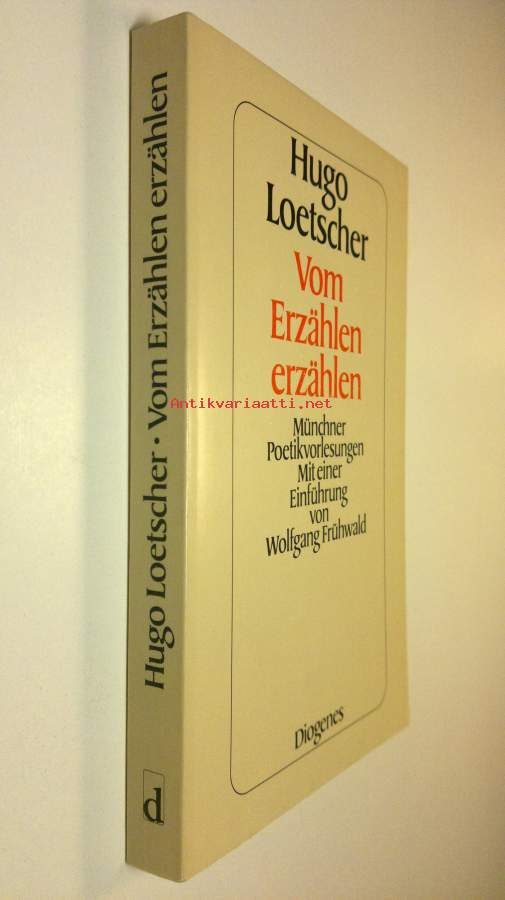 Hugo Loetscher · Vom Erzählen erzählen
d
Hugo
Loetscher
Vom
Erzählen
erzählen
Antikvariaatti.net
Münchner
Poetikvorlesungen
Mit einer
Einführung
von
Wolfgang Frühwald
Diogenes